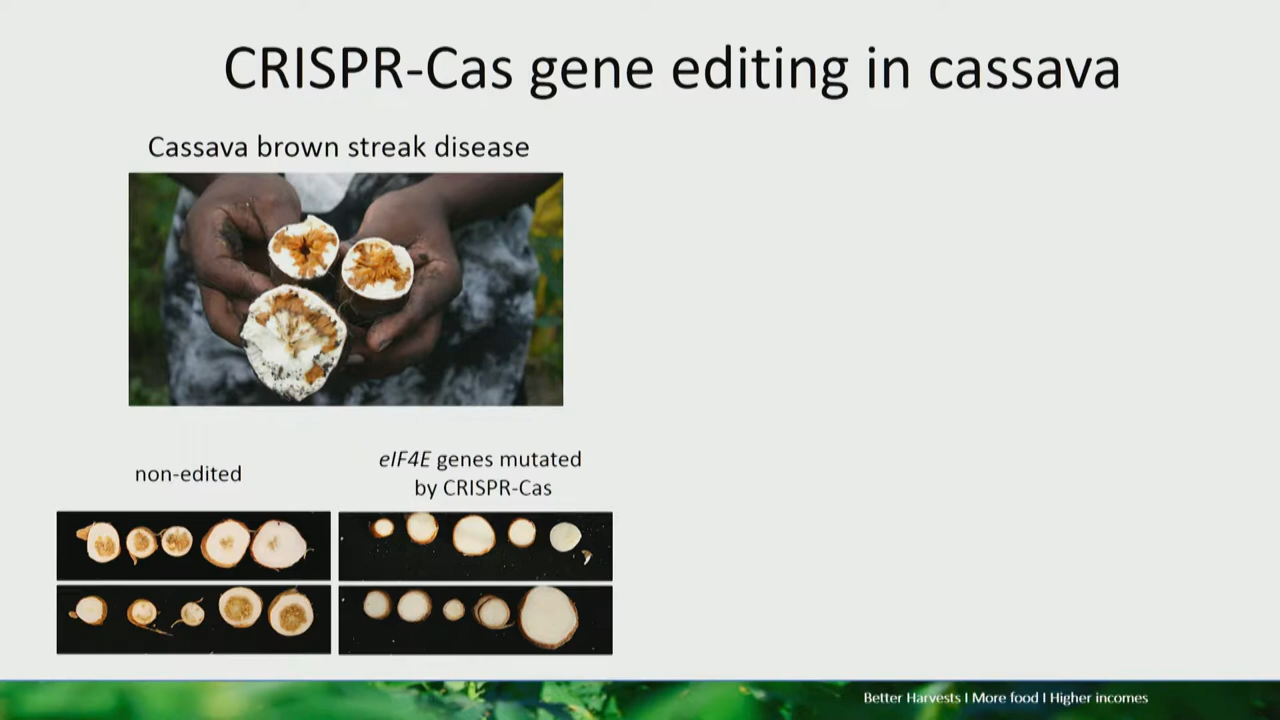 CRISPR-Cas gene editing in cassava
Cassava brown streak disease
non-edited
eIF4E genes mutated
by CRISPR-Cas
Better Harvests I More food I Higher incomes